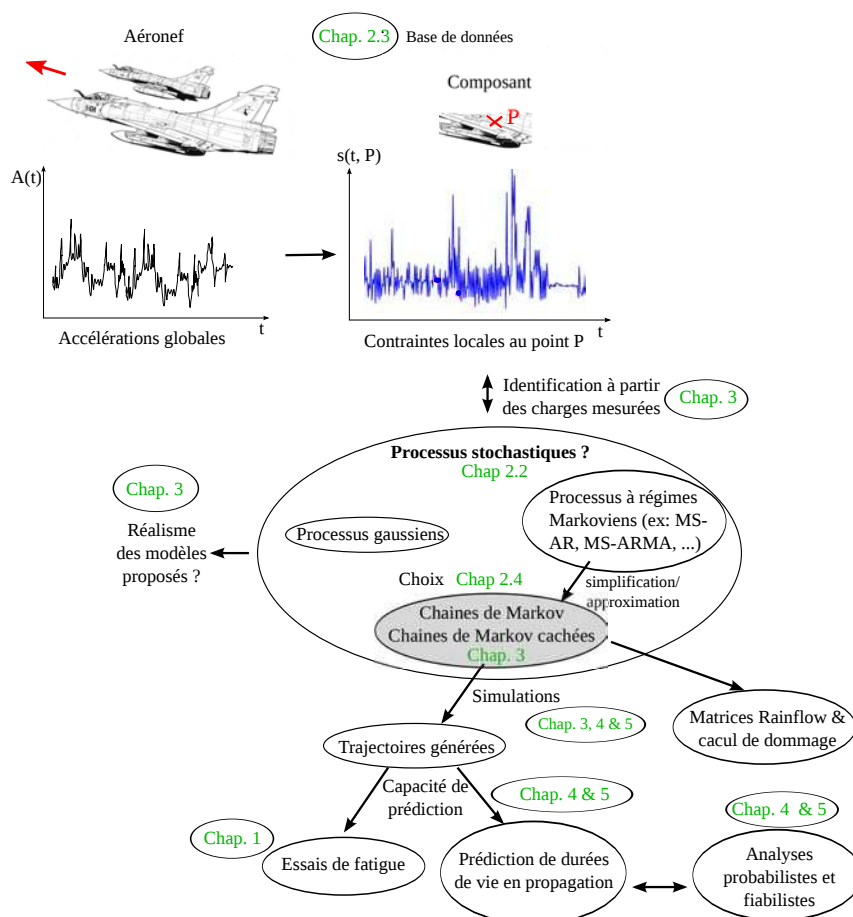 Aéronef
Chap. 2.3 Base de données
Composant
P
A(t)
s(t, P)
t
Accélérations globales
t
Contraintes locales au point P
Identification à partir
des charges mesurées
Chap. 3
Processus stochastiques ?
Chap 2.2
Chap. 3
Réalisme
des modèles
proposés ?
Processus gaussiens
Processus à régimes
Markoviens (ex: MS-
AR, MS-ARMA, ...)
simplification/
approximation
Choix Chap 2.4
Chaines de Markov
Chaines de Markov cachées
Chap. 3
Simulations
Chap. 3, 4 & 5
Matrices Rainflow &
cacul de dommage
Trajectoires générées
Capacité de
prédiction
Chap. 4 & 5
Chap. 4 & 5
Chap. 1
Essais de fatigue
Prédiction de durées
de vie en propagation
Analyses
probabilistes et
fiabilistes